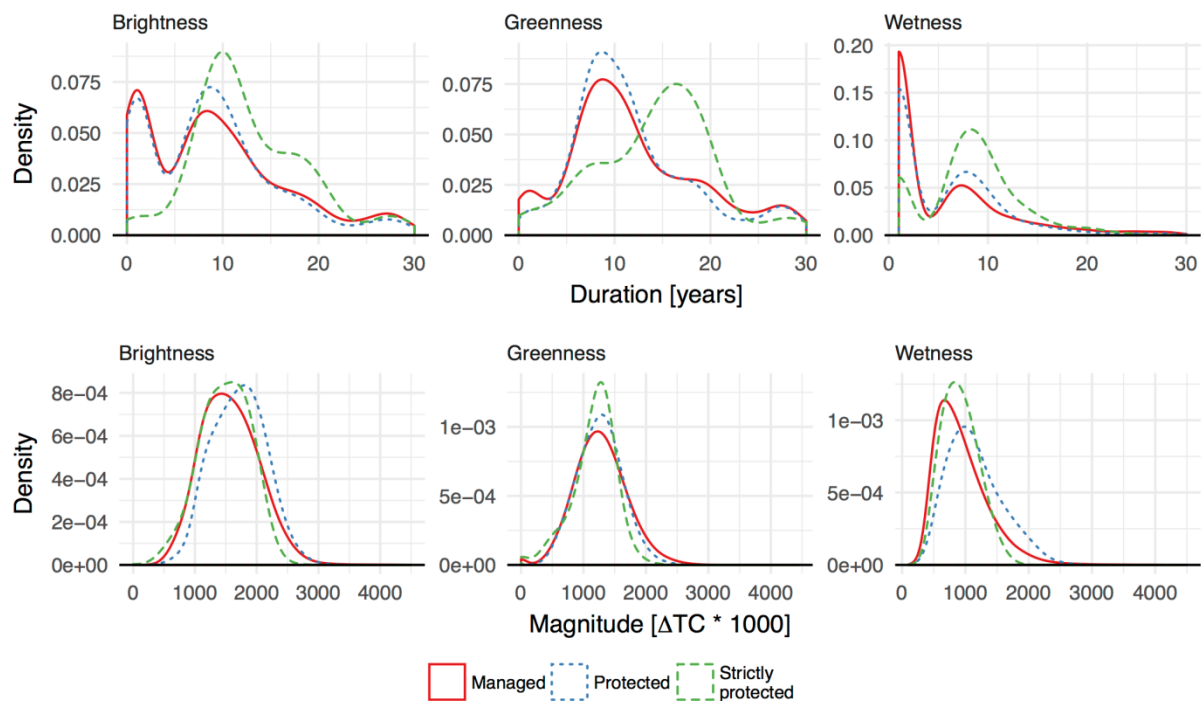 Brightness
Greenness
Wetness
Density
0.075
0.050
0.025
0.000
0 10 20 30
0.075
0.050
0.025
0.000
0 10 20 30
0.20
0.15
0.10
0.05
0.00
0 10 20 30
Duration [years]
Brightness
Greenness
Wetness
Density
8e−04
6e−04
4e−04
2e−04
0e+00
0 1000 2000 3000 4000
1e−03
5e−04
0e+00
0 1000 2000 3000 4000
1e−03
5e−04
0e+00
0 1000 2000 3000 4000
Magnitude [ΔTC * 1000]
Managed
Protected
Strictly
protected